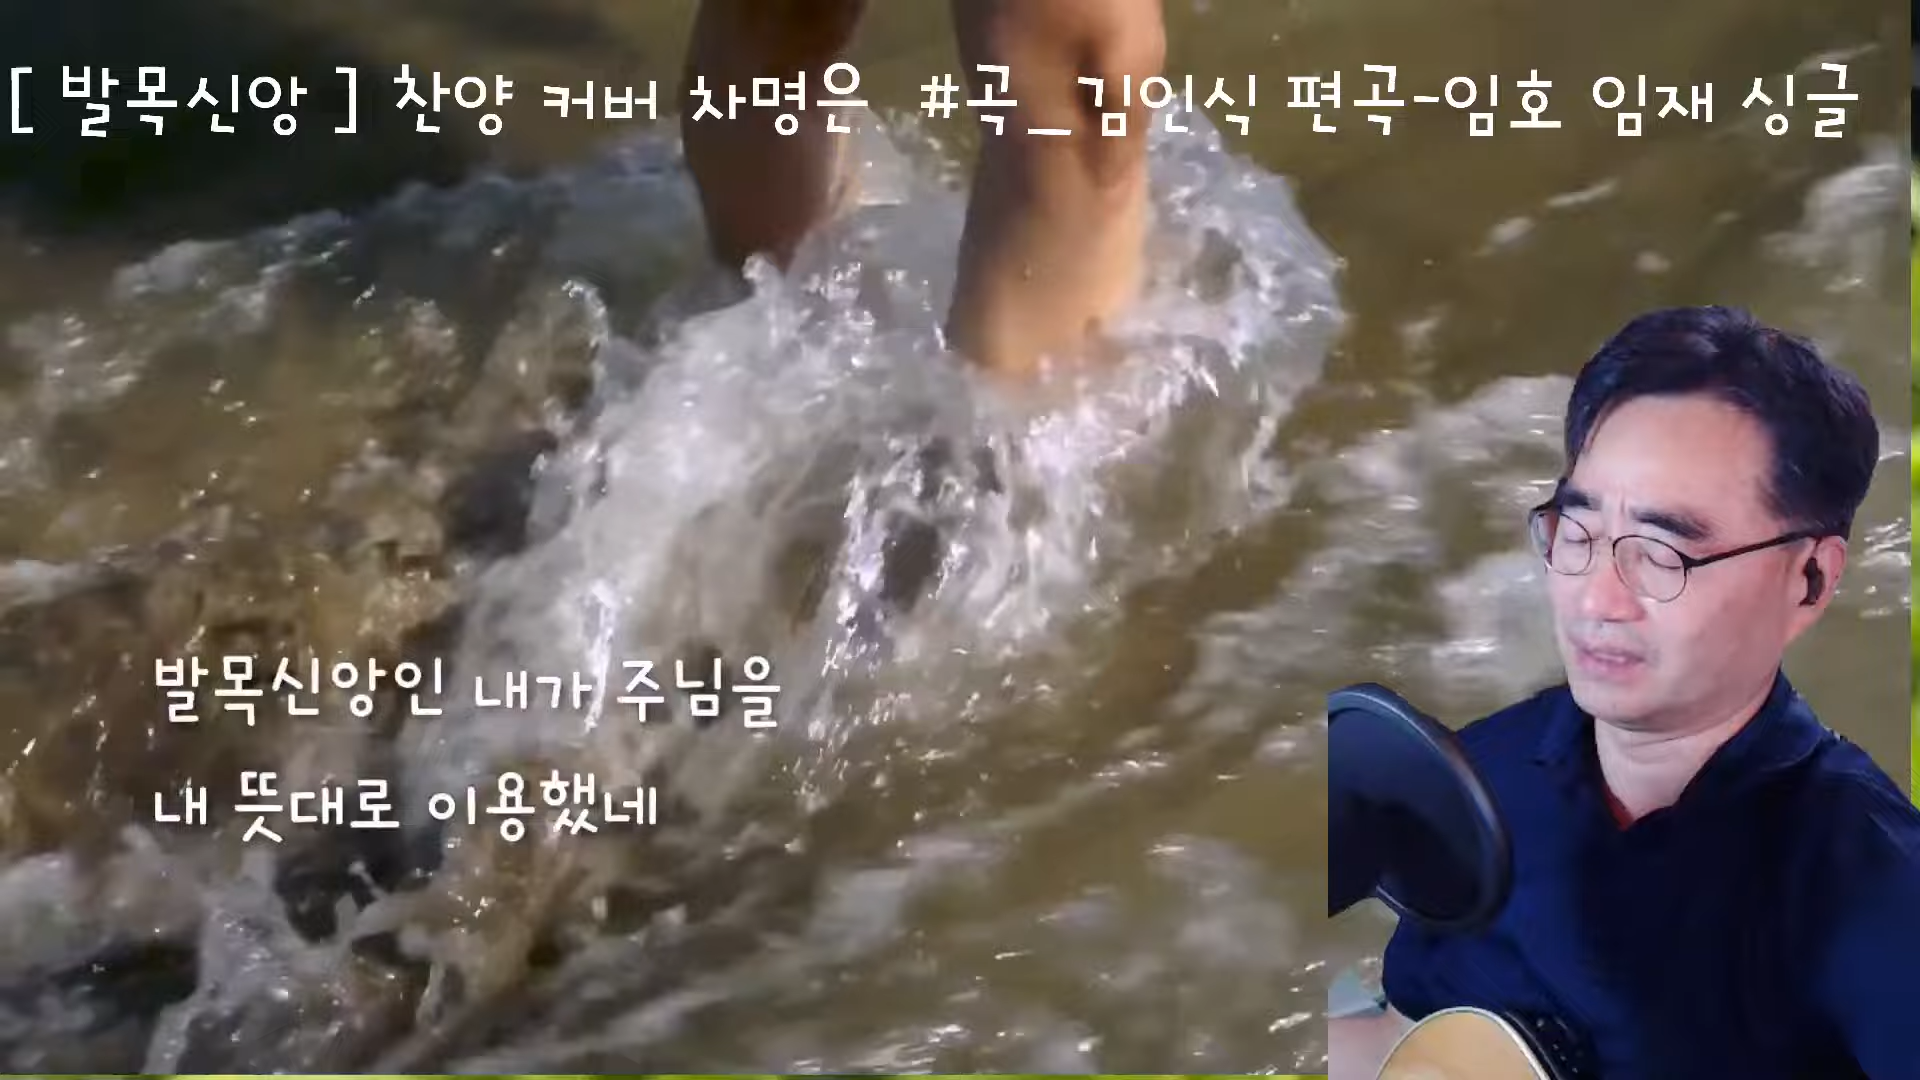 [ 발목신앙 ] 찬양 커버 차명은 #곡_김인식 편곡-임호 임재 싱글
발목신앙인 내가 주님을
내 뜻대로 이용했네